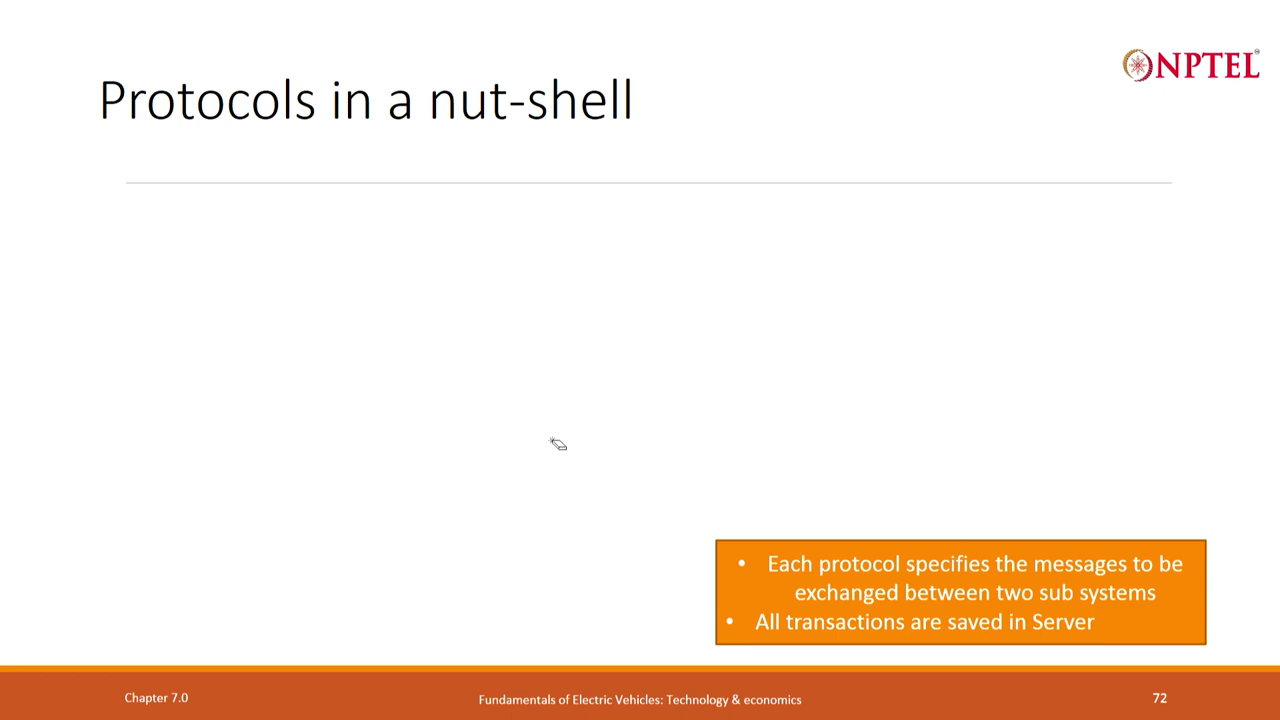 NPTEL
Protocols in a nut-shell
• Each protocol specifies the messages to be
exchanged between two sub systems
• All transactions are saved in Server
Chapter 7.0
Fundamentals of Electric Vehicles: Technology & economics
72